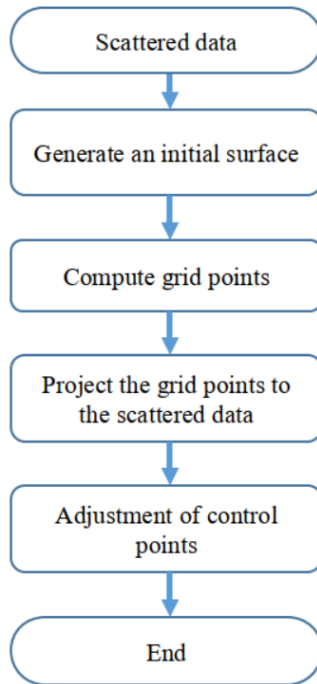 Scattered data
Generate an initial surface
Compute grid points
Project the grid points to
the scattered data
Adjustment of control
points
End